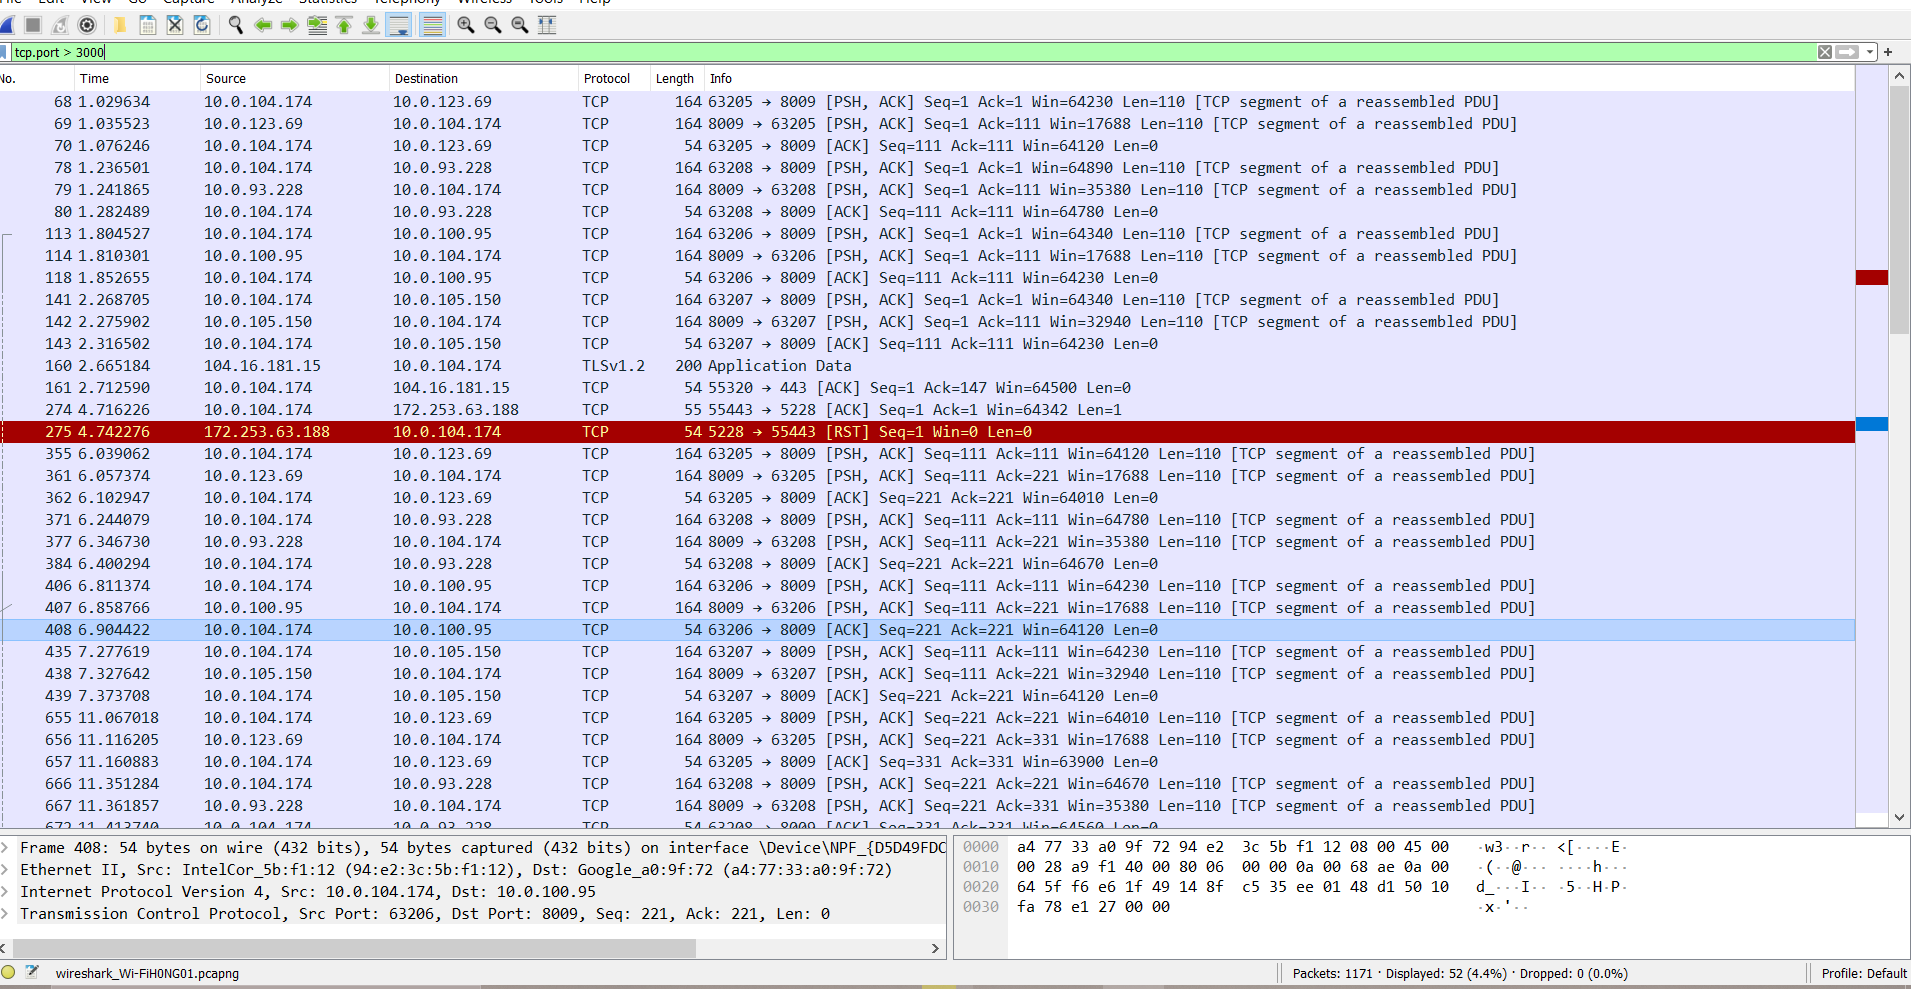 File Edit View Go Capture Analyze Statistics Telephony Wireless Tools Help
tcp.port > 3000
No. Time Source Destination Protocol Length Info
68 1.029634 10.0.104.174 10.0.123.69 TCP 164 63205 → 8009 [PSH, ACK] Seq=1 Ack=1 Win=64230 Len=110 [TCP segment of a reassembled PDU]
69 1.035523 10.0.123.69 10.0.104.174 TCP 164 8009 → 63205 [PSH, ACK] Seq=1 Ack=111 Win=17688 Len=110 [TCP segment of a reassembled PDU]
70 1.076246 10.0.104.174 10.0.123.69 TCP 54 63205 → 8009 [ACK] Seq=111 Ack=111 Win=64120 Len=0
78 1.236501 10.0.104.174 10.0.93.228 TCP 164 63208 → 8009 [PSH, ACK] Seq=1 Ack=1 Win=64890 Len=110 [TCP segment of a reassembled PDU]
79 1.241865 10.0.93.228 10.0.104.174 TCP 164 8009 → 63208 [PSH, ACK] Seq=1 Ack=111 Win=35380 Len=110 [TCP segment of a reassembled PDU]
80 1.282489 10.0.104.174 10.0.93.228 TCP 54 63208 → 8009 [ACK] Seq=111 Ack=111 Win=64780 Len=0
113 1.804527 10.0.104.174 10.0.100.95 TCP 164 63206 → 8009 [PSH, ACK] Seq=1 Ack=1 Win=64340 Len=110 [TCP segment of a reassembled PDU]
114 1.810301 10.0.100.95 10.0.104.174 TCP 164 8009 → 63206 [PSH, ACK] Seq=1 Ack=111 Win=17688 Len=110 [TCP segment of a reassembled PDU]
118 1.852655 10.0.104.174 10.0.100.95 TCP 54 63206 → 8009 [ACK] Seq=111 Ack=111 Win=64230 Len=0
141 2.268705 10.0.104.174 10.0.105.150 TCP 164 63207 → 8009 [PSH, ACK] Seq=1 Ack=1 Win=64340 Len=110 [TCP segment of a reassembled PDU]
142 2.275902 10.0.105.150 10.0.104.174 TCP 164 8009 → 63207 [PSH, ACK] Seq=1 Ack=111 Win=32940 Len=110 [TCP segment of a reassembled PDU]
143 2.316502 10.0.104.174 10.0.105.150 TCP 54 63207 → 8009 [ACK] Seq=111 Ack=111 Win=64230 Len=0
160 2.665184 104.16.181.15 10.0.104.174 TLSv1.2 200 Application Data
161 2.712590 10.0.104.174 104.16.181.15 TCP 54 55320 → 443 [ACK] Seq=1 Ack=147 Win=64500 Len=0
274 4.716226 10.0.104.174 172.253.63.188 TCP 55 55443 → 5228 [ACK] Seq=1 Ack=1 Win=64342 Len=1
275 4.742276 172.253.63.188 10.0.104.174 TCP 54 5228 → 55443 [RST] Seq=1 Win=0 Len=0
355 6.039062 10.0.104.174 10.0.123.69 TCP 164 63205 → 8009 [PSH, ACK] Seq=111 Ack=111 Win=64120 Len=110 [TCP segment of a reassembled PDU]
361 6.057374 10.0.123.69 10.0.104.174 TCP 164 8009 → 63205 [PSH, ACK] Seq=111 Ack=221 Win=17688 Len=110 [TCP segment of a reassembled PDU]
362 6.102947 10.0.104.174 10.0.123.69 TCP 54 63205 → 8009 [ACK] Seq=221 Ack=221 Win=64010 Len=0
371 6.244079 10.0.104.174 10.0.93.228 TCP 164 63208 → 8009 [PSH, ACK] Seq=111 Ack=111 Win=64780 Len=110 [TCP segment of a reassembled PDU]
377 6.346730 10.0.93.228 10.0.104.174 TCP 164 8009 → 63208 [PSH, ACK] Seq=111 Ack=221 Win=35380 Len=110 [TCP segment of a reassembled PDU]
384 6.400294 10.0.104.174 10.0.93.228 TCP 54 63208 → 8009 [ACK] Seq=221 Ack=221 Win=64670 Len=0
406 6.811374 10.0.104.174 10.0.100.95 TCP 164 63206 → 8009 [PSH, ACK] Seq=111 Ack=111 Win=64230 Len=110 [TCP segment of a reassembled PDU]
407 6.858766 10.0.100.95 10.0.104.174 TCP 164 8009 → 63206 [PSH, ACK] Seq=111 Ack=221 Win=17688 Len=110 [TCP segment of a reassembled PDU]
408 6.904422 10.0.104.174 10.0.100.95 TCP 54 63206 → 8009 [ACK] Seq=221 Ack=221 Win=64120 Len=0
435 7.277619 10.0.104.174 10.0.105.150 TCP 164 63207 → 8009 [PSH, ACK] Seq=111 Ack=111 Win=64230 Len=110 [TCP segment of a reassembled PDU]
438 7.327642 10.0.105.150 10.0.104.174 TCP 164 8009 → 63207 [PSH, ACK] Seq=111 Ack=221 Win=32940 Len=110 [TCP segment of a reassembled PDU]
439 7.373708 10.0.104.174 10.0.105.150 TCP 54 63207 → 8009 [ACK] Seq=221 Ack=221 Win=64120 Len=0
655 11.067018 10.0.104.174 10.0.123.69 TCP 164 63205 → 8009 [PSH, ACK] Seq=221 Ack=221 Win=64010 Len=110 [TCP segment of a reassembled PDU]
656 11.116205 10.0.123.69 10.0.104.174 TCP 164 8009 → 63205 [PSH, ACK] Seq=221 Ack=331 Win=17688 Len=110 [TCP segment of a reassembled PDU]
657 11.160883 10.0.104.174 10.0.123.69 TCP 54 63205 → 8009 [ACK] Seq=331 Ack=331 Win=63900 Len=0
666 11.351284 10.0.104.174 10.0.93.228 TCP 164 63208 → 8009 [PSH, ACK] Seq=221 Ack=221 Win=64670 Len=110 [TCP segment of a reassembled PDU]
667 11.361857 10.0.93.228 10.0.104.174 TCP 164 8009 → 63208 [PSH, ACK] Seq=221 Ack=331 Win=35380 Len=110 [TCP segment of a reassembled PDU]
672 11.413740 10.0.104.174 10.0.93.228 TCP 54 63208 → 8009 [ACK] Seq=331 Ack=331 Win=64560 Len=0
Frame 408: 54 bytes on wire (432 bits), 54 bytes captured (432 bits) on interface \Device\NPF_{D5D49FDC
Ethernet II, Src: IntelCor_5b:f1:12 (94:e2:3c:5b:f1:12), Dst: Google_a0:9f:72 (a4:77:33:a0:9f:72)
Internet Protocol Version 4, Src: 10.0.104.174, Dst: 10.0.100.95
Transmission Control Protocol, Src Port: 63206, Dst Port: 8009, Seq: 221, Ack: 221, Len: 0
0000 a4 77 33 a0 9f 72 94 e2 3c 5b f1 12 08 00 45 00 ·w3··r·· <[····E·
0010 00 28 a9 f1 40 00 80 06 00 00 0a 00 68 ae 0a 00 ·(··@··· ····h···
0020 64 5f f6 e6 1f 49 14 8f c5 35 ee 01 48 d1 50 10 d_···I·· ·5··H·P·
0030 fa 78 e1 27 00 00 ·x·'··
wireshark_Wi-FiH0NG01.pcapng
Packets: 1171 · Displayed: 52 (4.4%) · Dropped: 0 (0.0%)
Profile: Default